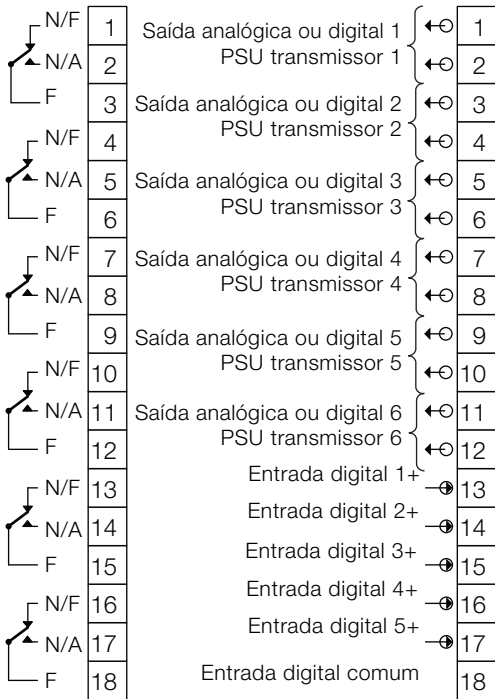 N/F 1 Saída analógica ou digital 1 1
N/A 2 PSU transmissor 1 2
F 3 Saída analógica ou digital 2 3
N/F 4 PSU transmissor 2 4
N/A 5 Saída analógica ou digital 3 5
F 6 PSU transmissor 3 6
N/F 7 Saída analógica ou digital 4 7
N/A 8 PSU transmissor 4 8
F 9 Saída analógica ou digital 5 9
N/F 10 PSU transmissor 5 10
N/A 11 Saída analógica ou digital 6 11
F 12 PSU transmissor 6 12
N/F 13 Entrada digital 1+ 13
N/A 14 Entrada digital 2+ 14
F 15 Entrada digital 3+ 15
N/F 16 Entrada digital 4+ 16
N/A 17 Entrada digital 5+ 17
F 18 Entrada digital comum 18